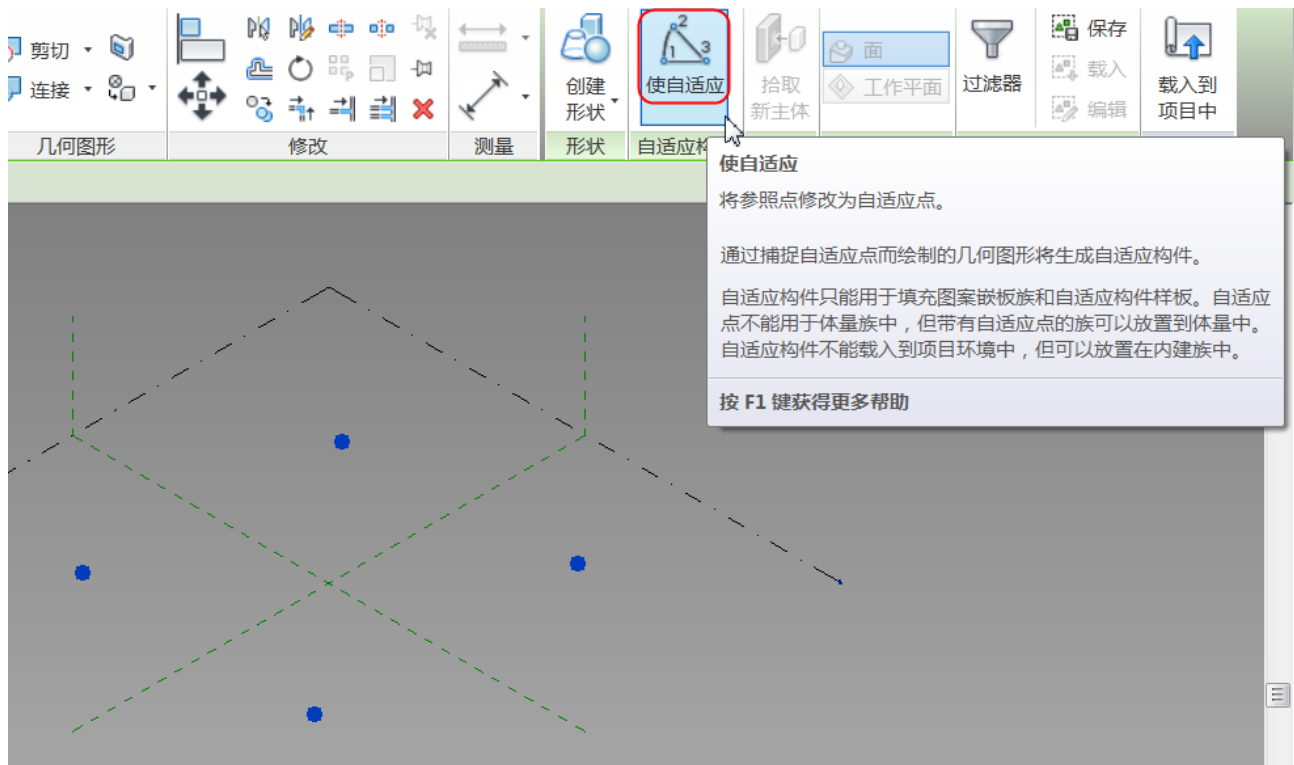 剪切
连接
几何图形
修改
测量
创建
形状
形状
使自适应
自适应构
拾取
新主体
面
工作平面
过滤器
保存
载入
编辑
载入到
项目中
使自适应
将参照点修改为自适应点。
通过捕捉自适应点而绘制的几何图形将生成自适应构件。
自适应构件只能用于填充图案嵌板族和自适应构件样板。自适应
点不能用于体量族中，但带有自适应点的族可以放置到体量中。
自适应构件不能载入到项目环境中，但可以放置在内建族中。
按 F1 键获得更多帮助